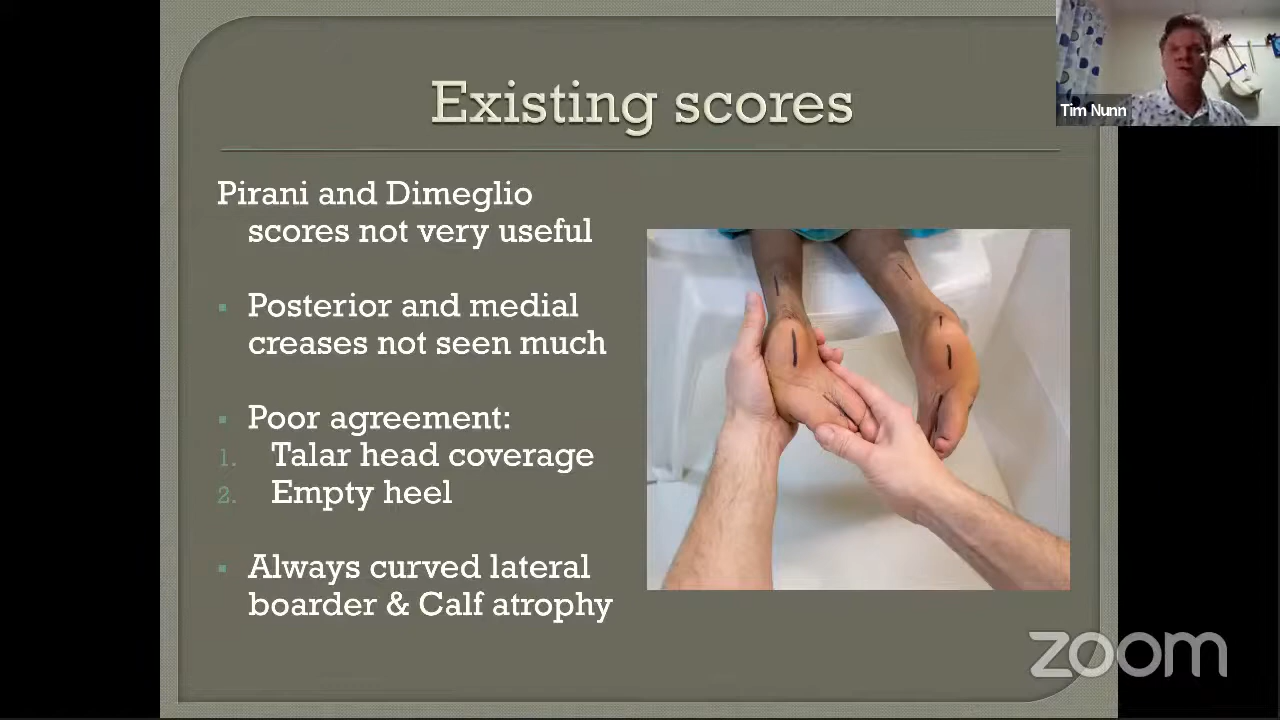 Existing scores
Tim Nunn
Pirani and Dimeglio
scores not very useful
Posterior and medial
creases not seen much
Poor agreement:
1. Talar head coverage
2. Empty heel
Always curved lateral
boarder & Calf atrophy
zoom